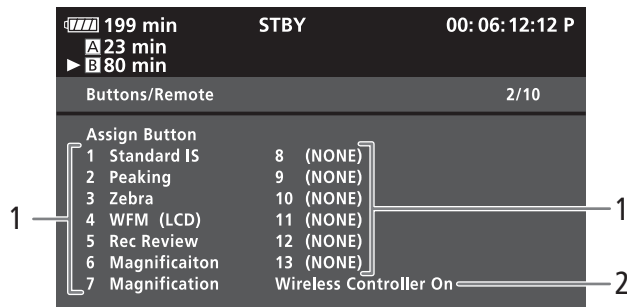 199 min STBY 00: 06: 12: 12 P
A 23 min
► B 80 min
Buttons/Remote 2/10
Assign Button
1 Standard IS 8 (NONE)
2 Peaking 9 (NONE)
3 Zebra 10 (NONE)
4 WFM (LCD) 11 (NONE)
5 Rec Review 12 (NONE)
6 Magnificaiton 13 (NONE)
7 Magnification Wireless Controller On
1
1
2